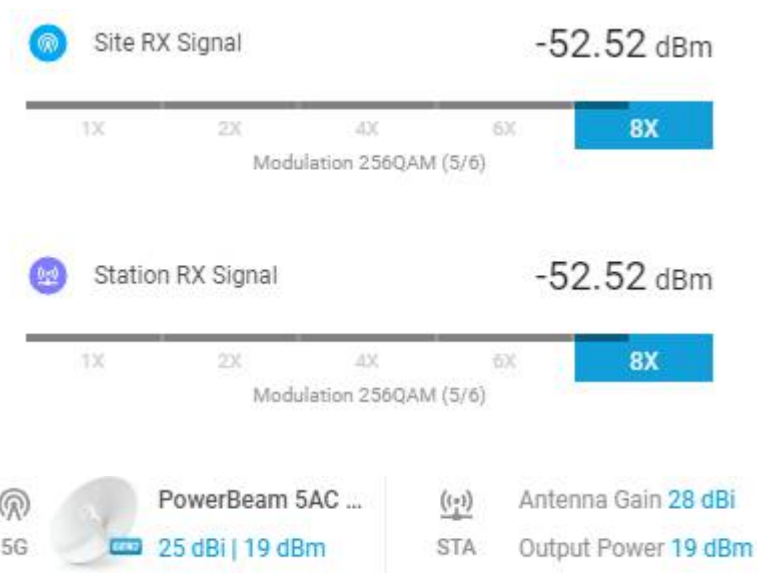 Site RX Signal -52.52 dBm
1X 2X 4X 6X 8X
Modulation 256QAM (5/6)
Station RX Signal -52.52 dBm
1X 2X 4X 6X 8X
Modulation 256QAM (5/6)
PowerBeam 5AC ... Antenna Gain 28 dBi
5G GEN2 25 dBi | 19 dBm STA Output Power 19 dBm